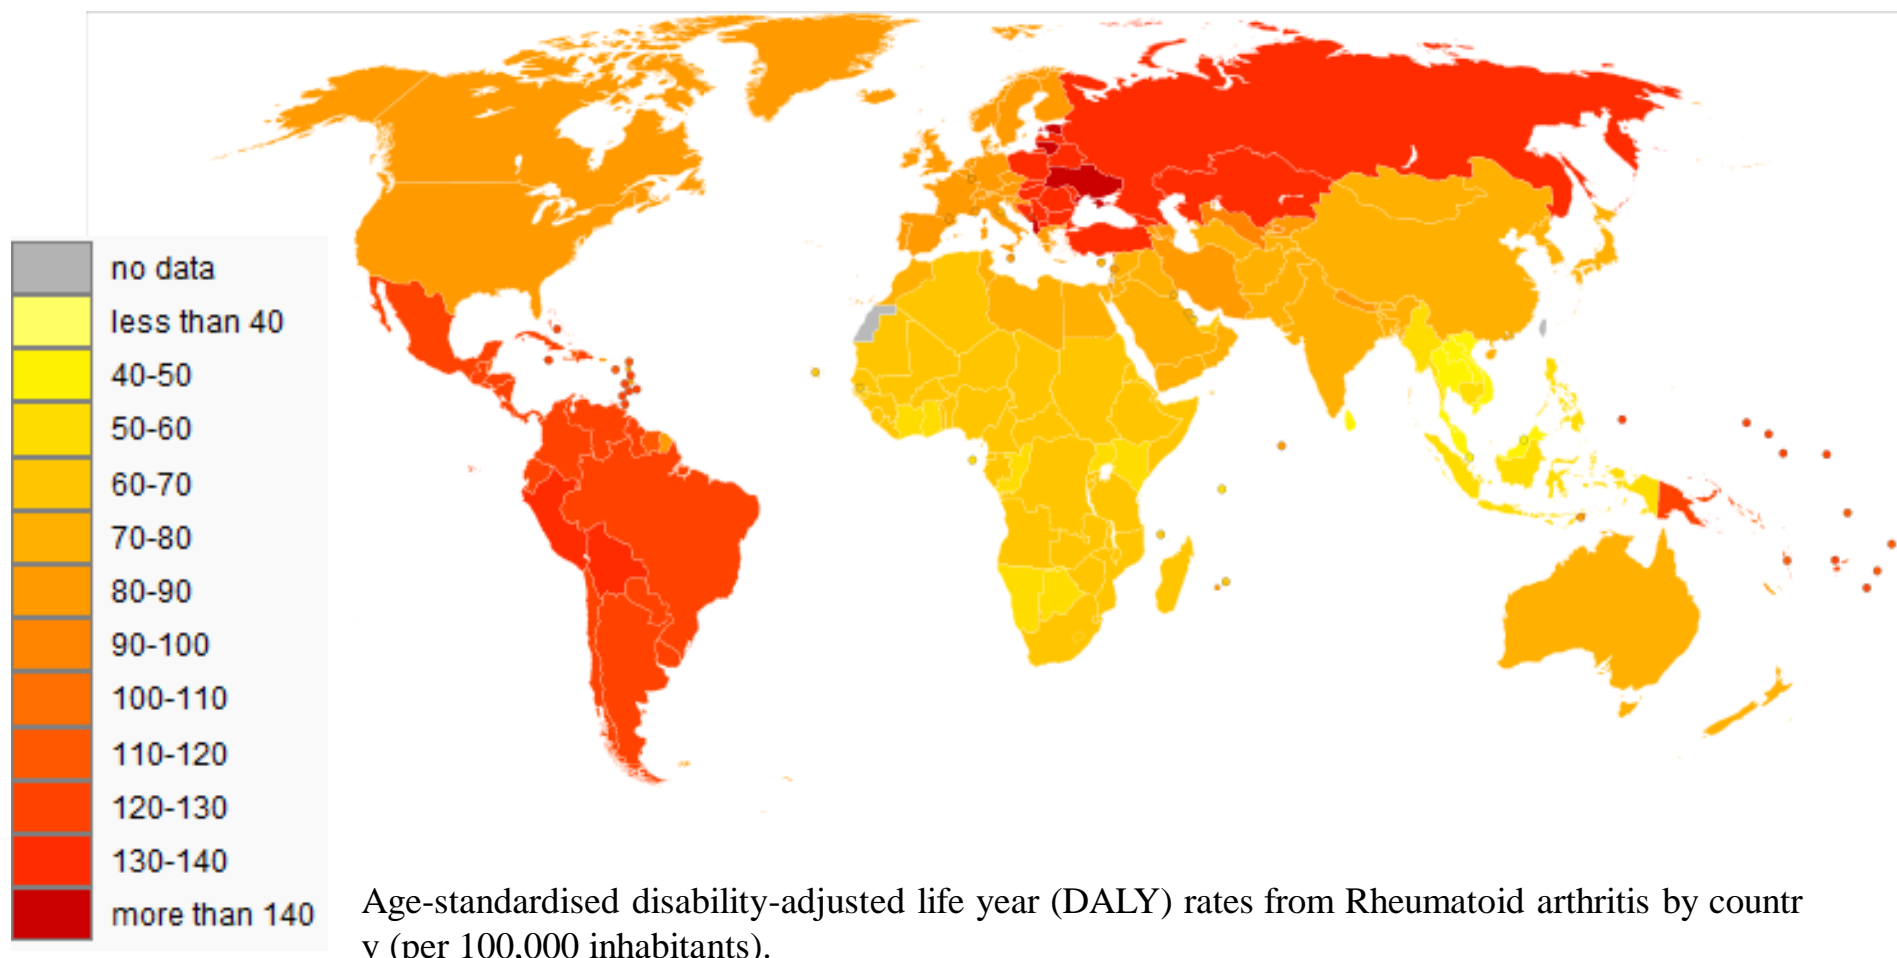 no data
less than 40
40-50
50-60
60-70
70-80
80-90
90-100
100-110
110-120
120-130
130-140
more than 140
Age-standardised disability-adjusted life year (DALY) rates from Rheumatoid arthritis by countr
y (per 100,000 inhabitants).